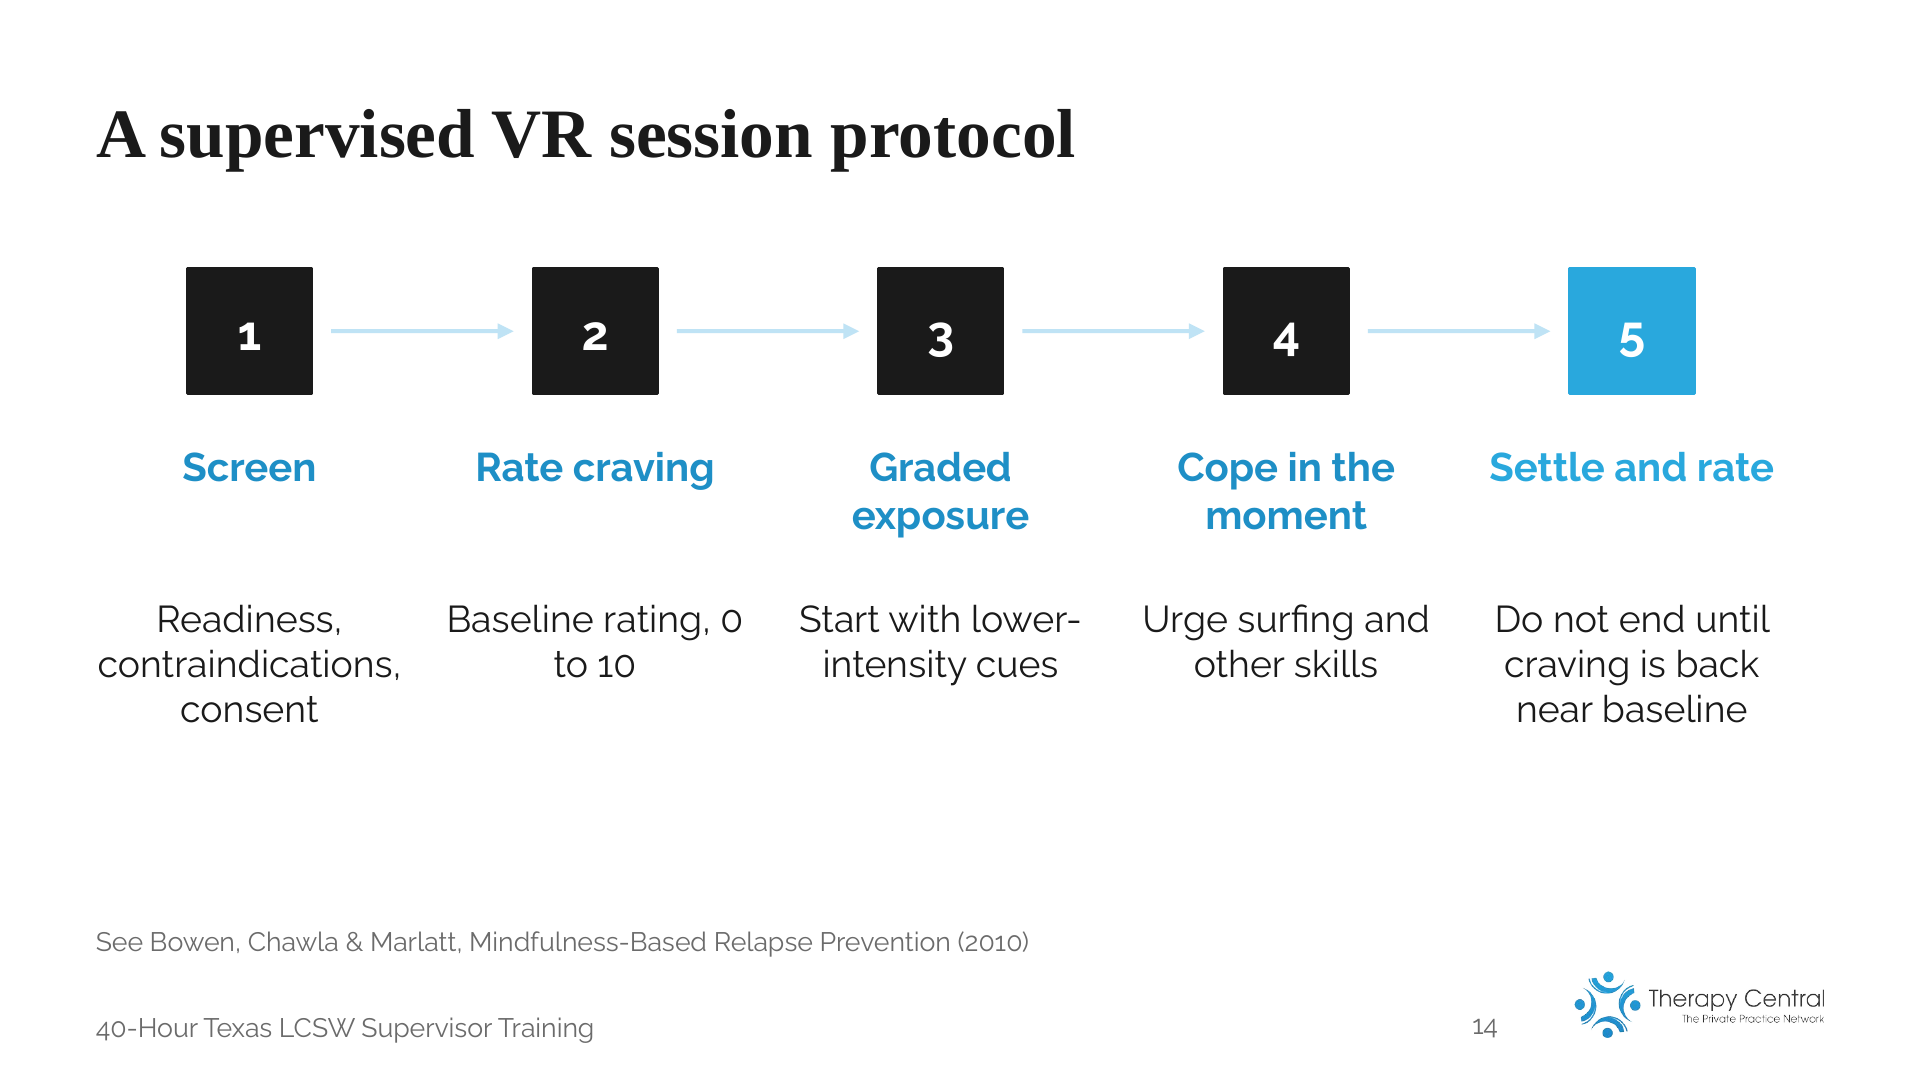 A supervised VR session protocol
1
2
3
4
5
Screen
Rate craving
Graded
exposure
Cope in the
moment
Settle and rate
Readiness,
contraindications,
consent
Baseline rating, 0
to 10
Start with lower-
intensity cues
Urge surfing and
other skills
Do not end until
craving is back
near baseline
See Bowen, Chawla & Marlatt, Mindfulness-Based Relapse Prevention (2010)
40-Hour Texas LCSW Supervisor Training
14
Therapy Central
The Private Practice Network